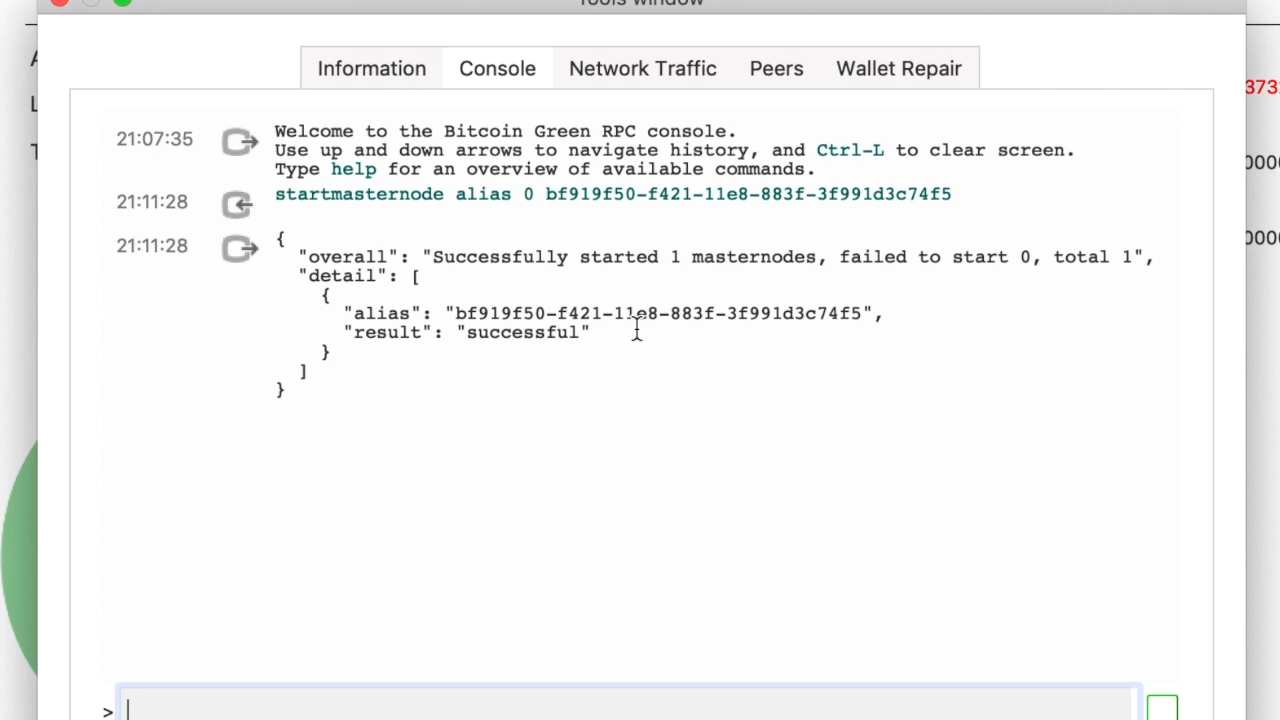 Tools window
Information Console Network Traffic Peers Wallet Repair
21:07:35 Welcome to the Bitcoin Green RPC console.
Use up and down arrows to navigate history, and Ctrl-L to clear screen.
Type help for an overview of available commands.
21:11:28 startmasternode alias 0 bf919f50-f421-11e8-883f-3f991d3c74f5
21:11:28 {
"overall": "Successfully started 1 masternodes, failed to start 0, total 1",
"detail": [
{
"alias": "bf919f50-f421-11e8-883f-3f991d3c74f5",
"result": "successful"
}
]
}
>